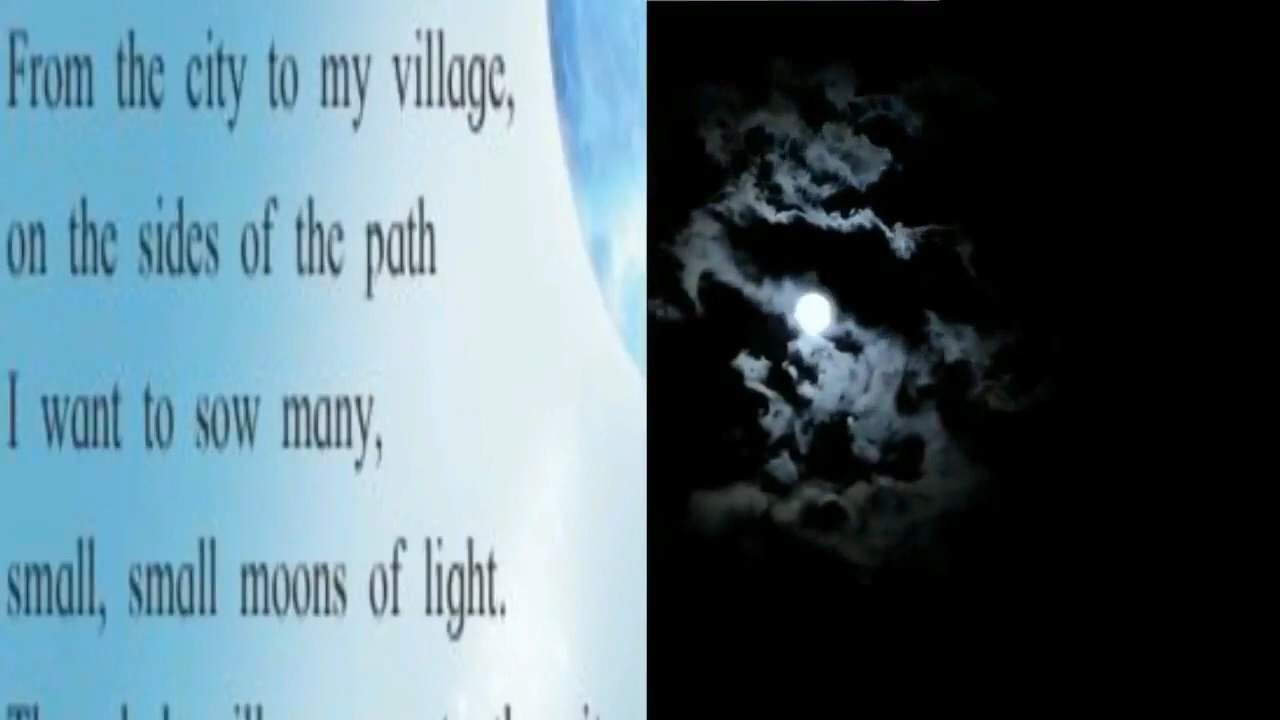 From the city to my village,
on the sides of the path
I want to sow many,
small, small moons of light.